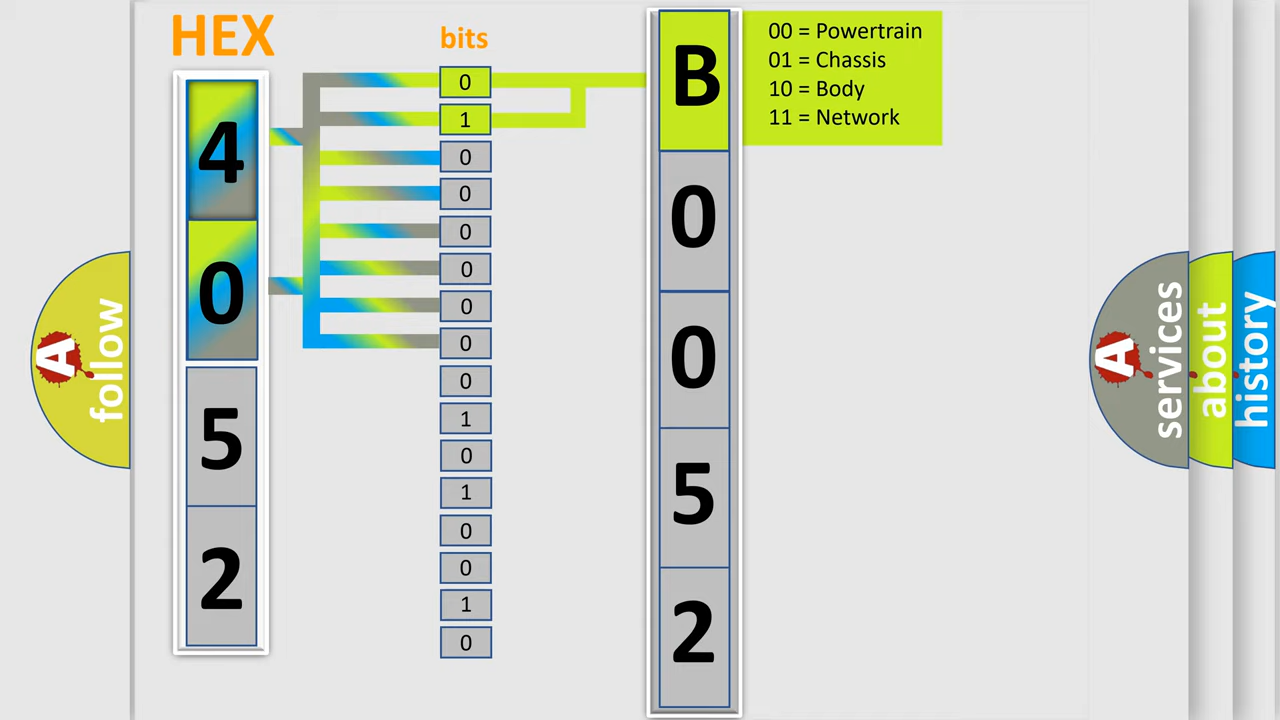 HEX
bits
4
0
5
2
0
1
0
0
0
0
0
0
0
1
0
1
0
0
1
0
B
0
0
5
2
00 = Powertrain
01 = Chassis
10 = Body
11 = Network
A
follow
A
services
about
history